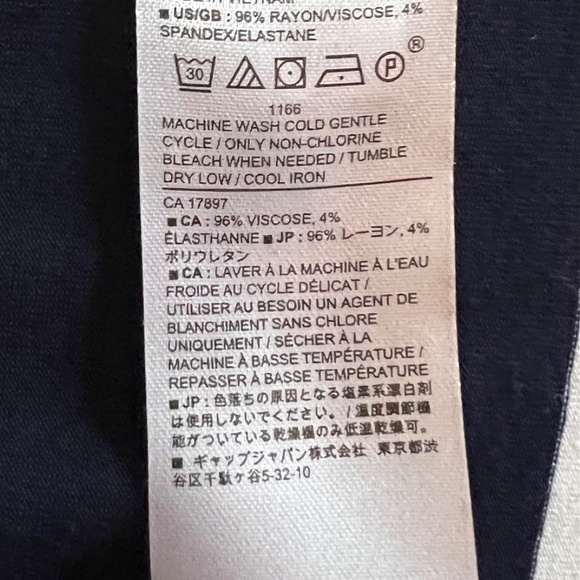 ■ US/GB : 96% RAYON/VISCOSE, 4%
SPANDEX/ELASTANE
30 P ®
1166
MACHINE WASH COLD GENTLE
CYCLE / ONLY NON-CHLORINE
BLEACH WHEN NEEDED / TUMBLE
DRY LOW / COOL IRON
CA 17897
■ CA : 96% VISCOSE, 4%
ÉLASTHANNE ■ JP : 96% レーヨン, 4%
ポリウレタン
■ CA : LAVER À LA MACHINE À L'EAU
FROIDE AU CYCLE DÉLICAT /
UTILISER AU BESOIN UN AGENT DE
BLANCHIMENT SANS CHLORE
UNIQUEMENT / SÉCHER À LA
MACHINE À BASSE TEMPÉRATURE /
REPASSER À BASSE TEMPÉRATURE
■ JP : 色落ちの原因となる塩素系漂白剤
は使用しないでください。/ 温度調節機
能がついている乾燥機のみ低温乾燥可。
■ ギャップジャパン株式会社 東京都渋
谷区千駄ヶ谷5-32-10